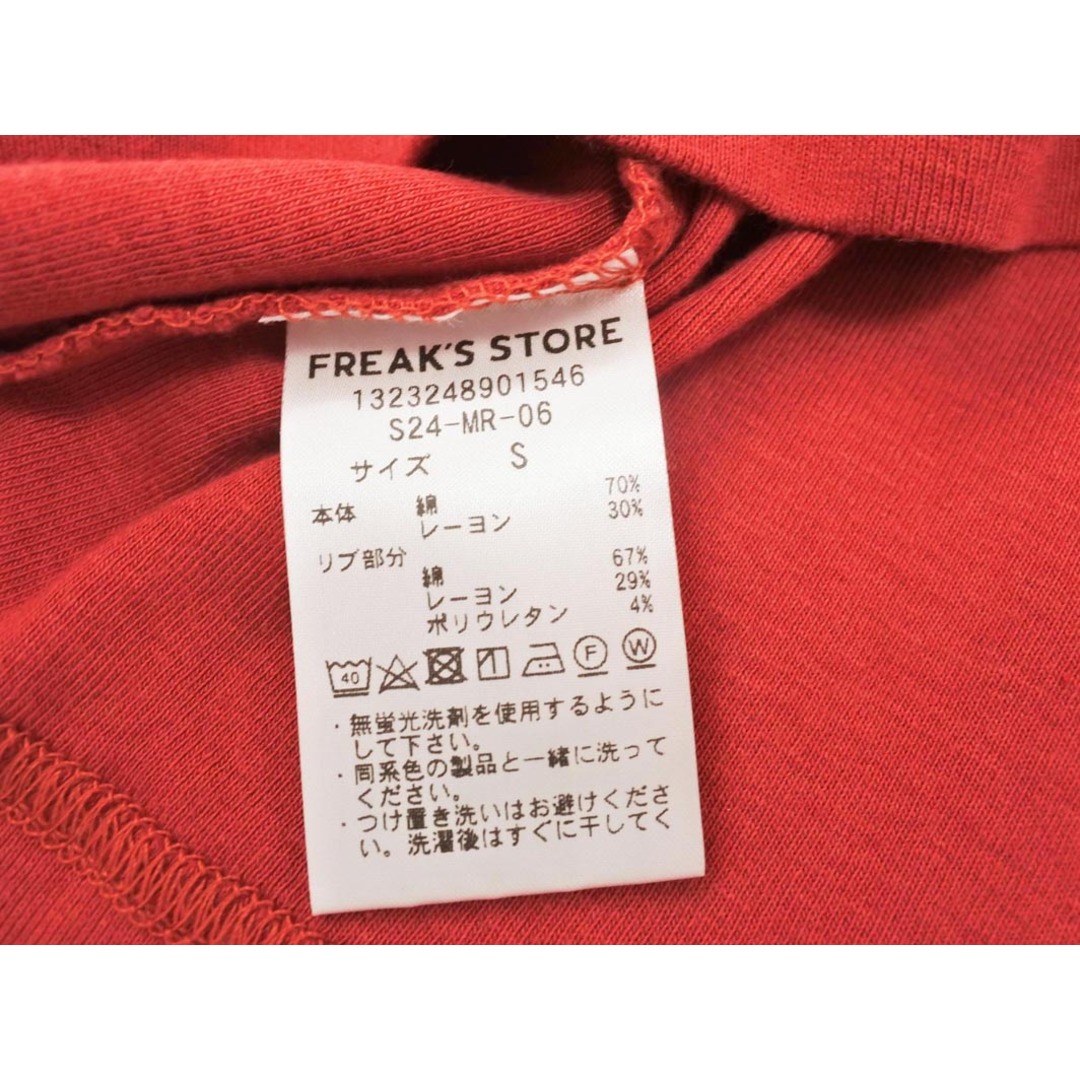 FREAK'S STORE
1323248901546
S24-MR-06
サイズ S
本体 綿 70%
レーヨン 30%
リブ部分
綿 67%
レーヨン 29%
ポリウレタン 4%
40 F W
・無蛍光洗剤を使用するように
して下さい。
・同系色の製品と一緒に洗って
ください。
・つけ置き洗いはお避けくださ
い。洗濯後はすぐに干してく